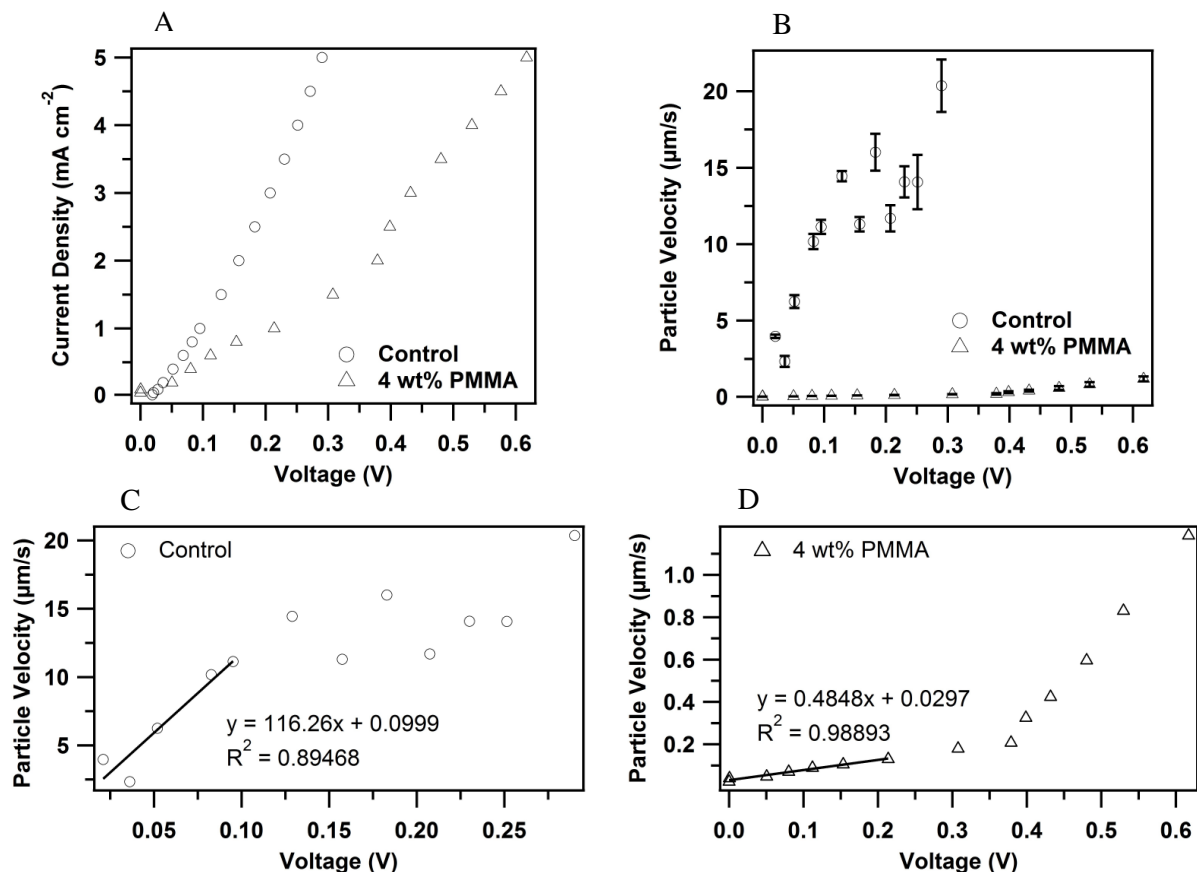 A
Current Density (mA cm⁻²)
5
4
3
2
1
0
0.0 0.1 0.2 0.3 0.4 0.5 0.6
Voltage (V)
Control
4 wt% PMMA
B
Particle Velocity (µm/s)
20
15
10
5
0
0.0 0.1 0.2 0.3 0.4 0.5 0.6
Voltage (V)
Control
4 wt% PMMA
C
Particle Velocity (µm/s)
20
15
10
5
Control
y = 116.26x + 0.0999
R² = 0.89468
0.05 0.10 0.15 0.20 0.25
Voltage (V)
D
Particle Velocity (µm/s)
1.0
0.8
0.6
0.4
0.2
4 wt% PMMA
y = 0.4848x + 0.0297
R² = 0.98893
0.0 0.1 0.2 0.3 0.4 0.5 0.6
Voltage (V)